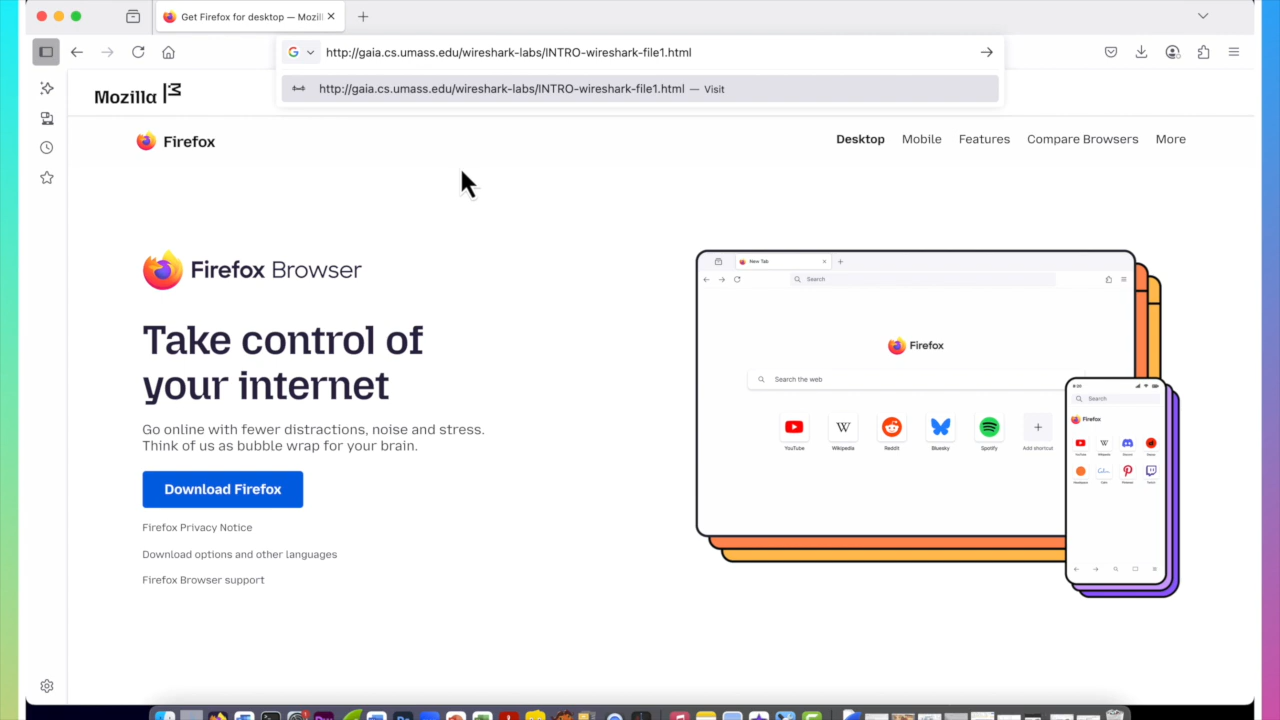 Get Firefox for desktop — Mozil
http://gaia.cs.umass.edu/wireshark-labs/INTRO-wireshark-file1.html
http://gaia.cs.umass.edu/wireshark-labs/INTRO-wireshark-file1.html — Visit
Mozilla
Firefox
Desktop
Mobile
Features
Compare Browsers
More
Firefox Browser
Take control of
your internet
Go online with fewer distractions, noise and stress.
Think of us as bubble wrap for your brain.
Download Firefox
Firefox Privacy Notice
Download options and other languages
Firefox Browser support
New Tab
Search
Firefox
Search the web
YouTube
Wikipedia
Reddit
Bluesky
Spotify
Add shortcut
Search
Firefox